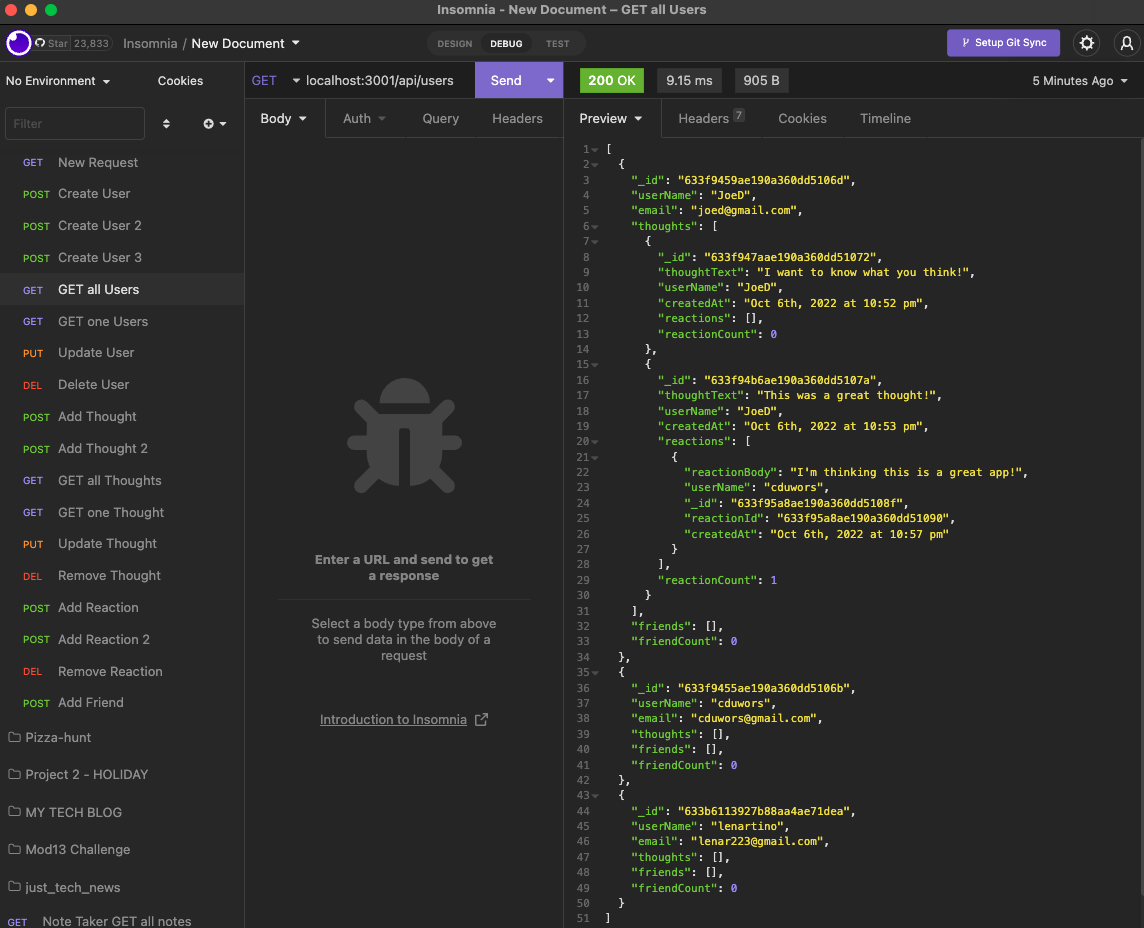 Insomnia - New Document – GET all Users
Star 23,833
Insomnia / New Document
DESIGN DEBUG TEST
Setup Git Sync
No Environment
Cookies
Filter
GET New Request
POST Create User
POST Create User 2
POST Create User 3
GET GET all Users
GET GET one Users
PUT Update User
DEL Delete User
POST Add Thought
POST Add Thought 2
GET GET all Thoughts
GET GET one Thought
PUT Update Thought
DEL Remove Thought
POST Add Reaction
POST Add Reaction 2
DEL Remove Reaction
POST Add Friend
Pizza-hunt
Project 2 - HOLIDAY
MY TECH BLOG
Mod13 Challenge
just_tech_news
GET Note Taker GET all notes
GET localhost:3001/api/users Send
Body Auth Query Headers
Enter a URL and send to get
a response
Select a body type from above
to send data in the body of a
request
Introduction to Insomnia
200 OK 9.15 ms 905 B 5 Minutes Ago
Preview Headers 7 Cookies Timeline
1 [
2 {
3 "_id": "633f9459ae190a360dd5106d",
4 "userName": "JoeD",
5 "email": "joed@gmail.com",
6 "thoughts": [
7 {
8 "_id": "633f947aae190a360dd51072",
9 "thoughtText": "I want to know what you think!",
10 "userName": "JoeD",
11 "createdAt": "Oct 6th, 2022 at 10:52 pm",
12 "reactions": [],
13 "reactionCount": 0
14 },
15 {
16 "_id": "633f94b6ae190a360dd5107a",
17 "thoughtText": "This was a great thought!",
18 "userName": "JoeD",
19 "createdAt": "Oct 6th, 2022 at 10:53 pm",
20 "reactions": [
21 {
22 "reactionBody": "I'm thinking this is a great app!",
23 "userName": "cduwors",
24 "_id": "633f95a8ae190a360dd5108f",
25 "reactionId": "633f95a8ae190a360dd51090",
26 "createdAt": "Oct 6th, 2022 at 10:57 pm"
27 }
28 ],
29 "reactionCount": 1
30 }
31 ],
32 "friends": [],
33 "friendCount": 0
34 },
35 {
36 "_id": "633f9455ae190a360dd5106b",
37 "userName": "cduwors",
38 "email": "cduwors@gmail.com",
39 "thoughts": [],
40 "friends": [],
41 "friendCount": 0
42 },
43 {
44 "_id": "633b6113927b88aa4ae71dea",
45 "userName": "lenartino",
46 "email": "lenar223@gmail.com",
47 "thoughts": [],
48 "friends": [],
49 "friendCount": 0
50 }
51 ]